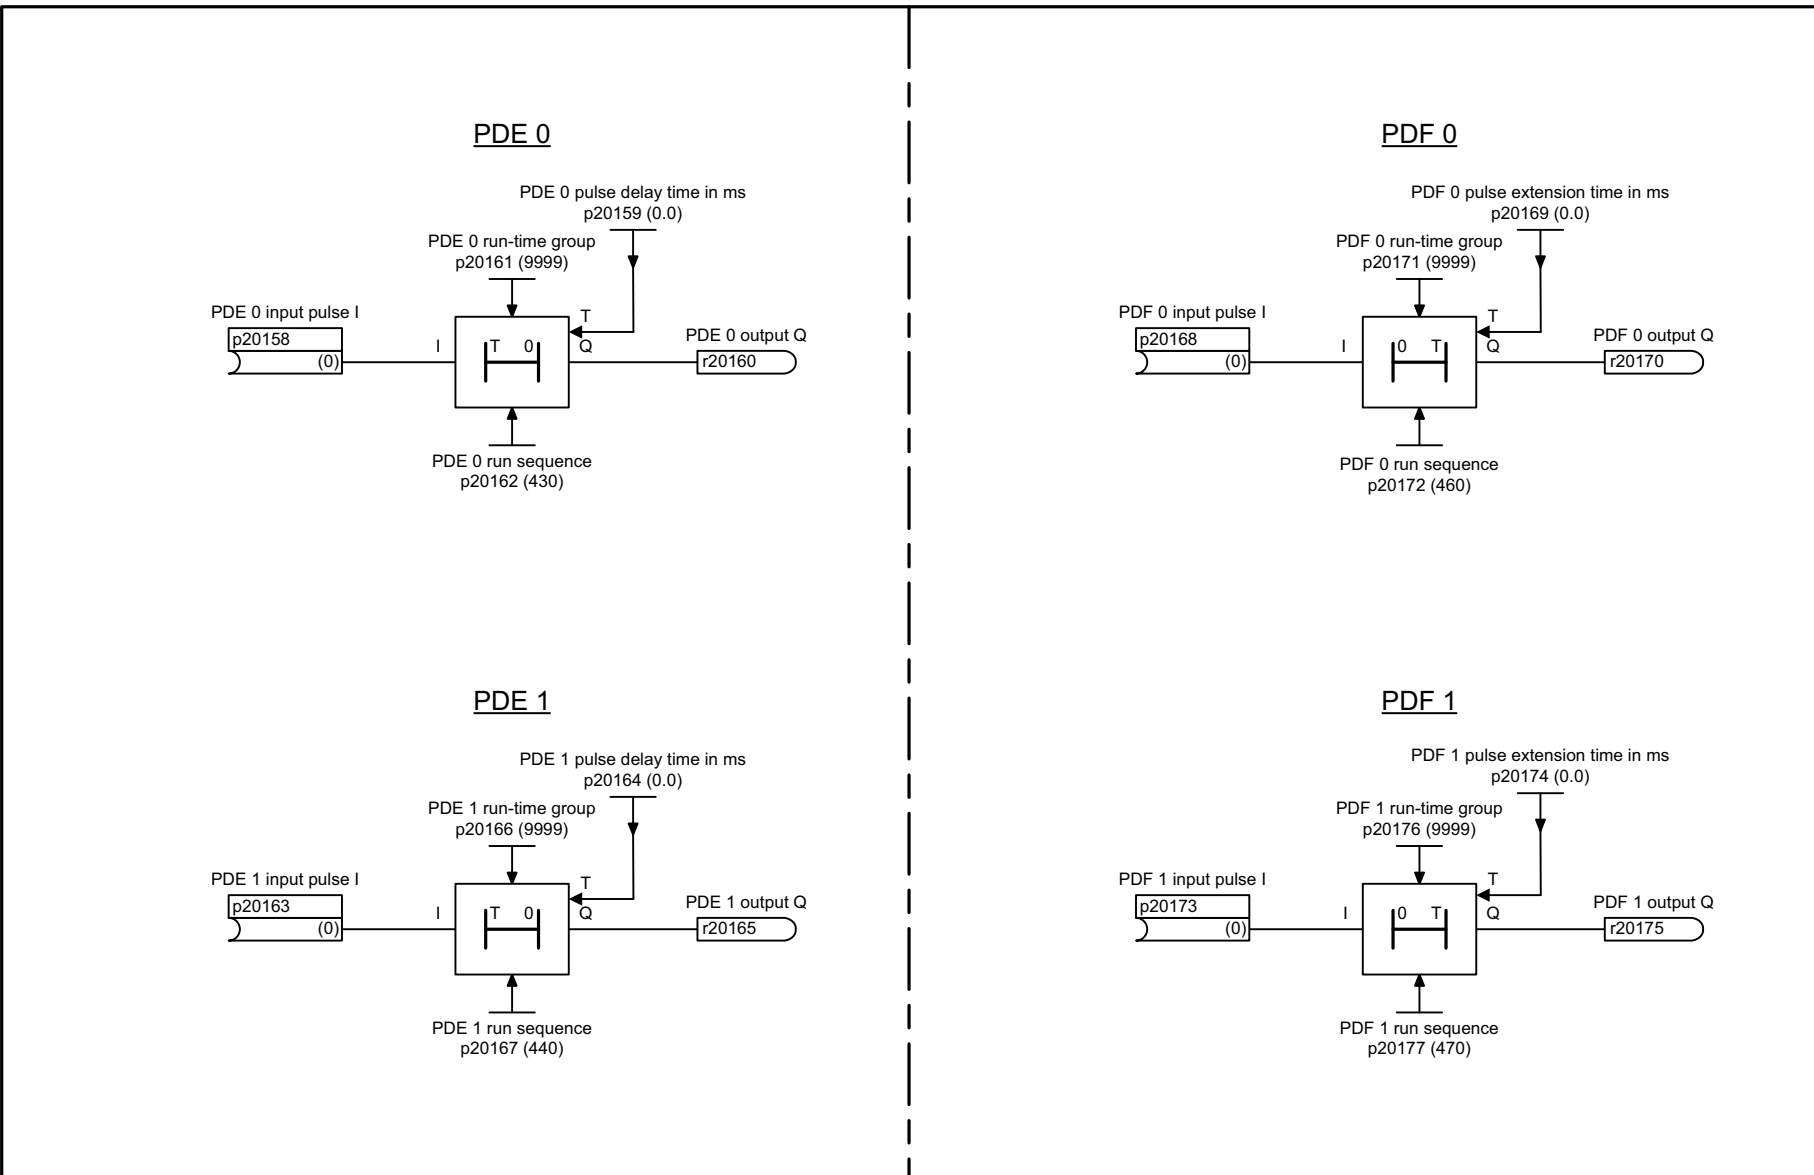 PDE 0
PDE 0 pulse delay time in ms
p20159 (0.0)
PDE 0 run-time group
p20161 (9999)
PDE 0 input pulse I
p20158
(0)
I
T 0
T
Q
PDE 0 output Q
r20160
PDE 0 run sequence
p20162 (430)
PDF 0
PDF 0 pulse extension time in ms
p20169 (0.0)
PDF 0 run-time group
p20171 (9999)
PDF 0 input pulse I
p20168
(0)
I
0 T
T
Q
PDF 0 output Q
r20170
PDF 0 run sequence
p20172 (460)
PDE 1
PDE 1 pulse delay time in ms
p20164 (0.0)
PDE 1 run-time group
p20166 (9999)
PDE 1 input pulse I
p20163
(0)
I
T 0
T
Q
PDE 1 output Q
r20165
PDE 1 run sequence
p20167 (440)
PDF 1
PDF 1 pulse extension time in ms
p20174 (0.0)
PDF 1 run-time group
p20176 (9999)
PDF 1 input pulse I
p20173
(0)
I
0 T
T
Q
PDF 1 output Q
r20175
PDF 1 run sequence
p20177 (470)